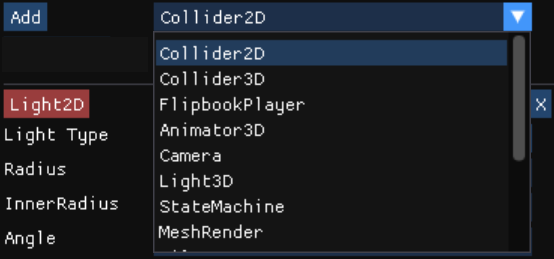 Add Collider2D
Collider2D
Collider3D
FlipbookPlayer
Animator3D
Camera
Light3D
StateMachine
MeshRender
Light2D X
Light Type
Radius
InnerRadius
Angle